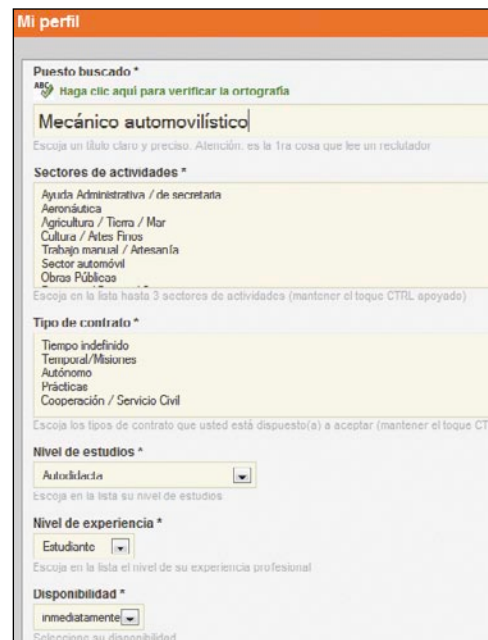 Mi perfil
Puesto buscado *
ABC Haga clic aquí para verificar la ortografía
Mecánico automovilístico
Escoja un título claro y preciso. Atención: es la 1ra cosa que lee un reclutador
Sectores de actividades *
Ayuda Administrativa / de secretaria
Aeronáutica
Agricultura / Tierra / Mar
Cultura / Artes Finos
Trabajo manual / Artesanía
Sector automóvil
Obras Públicas
Escoja en la lista hasta 3 sectores de actividades (mantener el toque CTRL apoyado)
Tipo de contrato *
Tiempo indefinido
Temporal/Misiones
Autónomo
Prácticas
Cooperación / Servicio Civil
Escoja los tipos de contrato que usted está dispuesto(a) a aceptar (mantener el toque CT
Nivel de estudios *
Autodidacta
Escoja en la lista su nivel de estudios
Nivel de experiencia *
Estudiante
Escoja en la lista el nivel de su experiencia profesional
Disponibilidad *
inmediatamente
Seleccione su disponibilidad